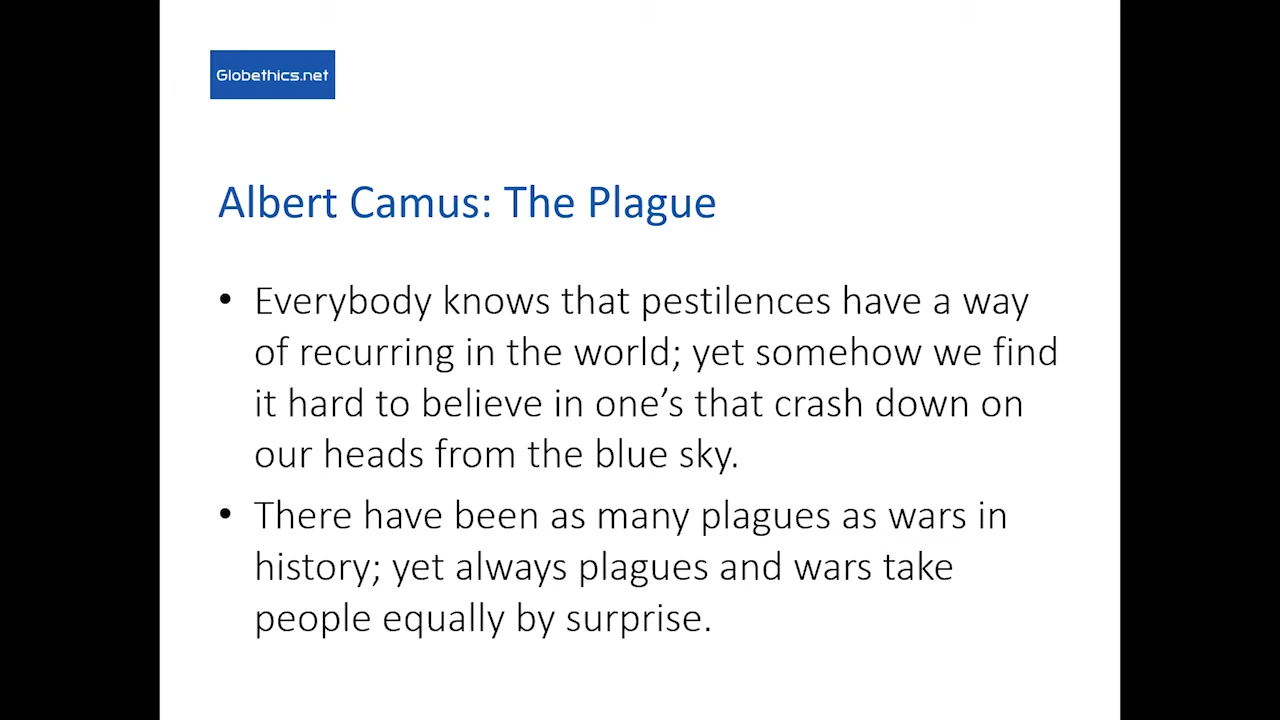 Globethics.net
Albert Camus: The Plague
• Everybody knows that pestilences have a way
of recurring in the world; yet somehow we find
it hard to believe in one’s that crash down on
our heads from the blue sky.
• There have been as many plagues as wars in
history; yet always plagues and wars take
people equally by surprise.